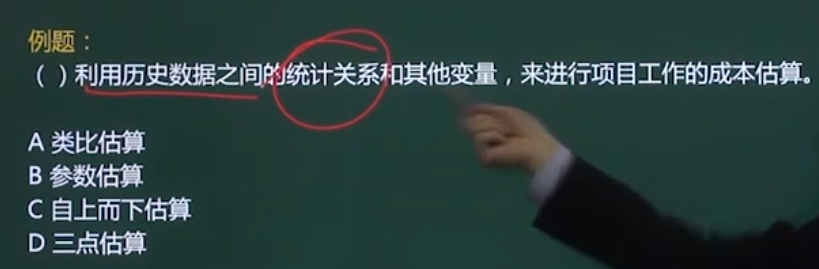 例题：
（ ）利用历史数据之间的统计关系和其他变量，来进行项目工作的成本估算。
A 类比估算
B 参数估算
C 自上而下估算
D 三点估算